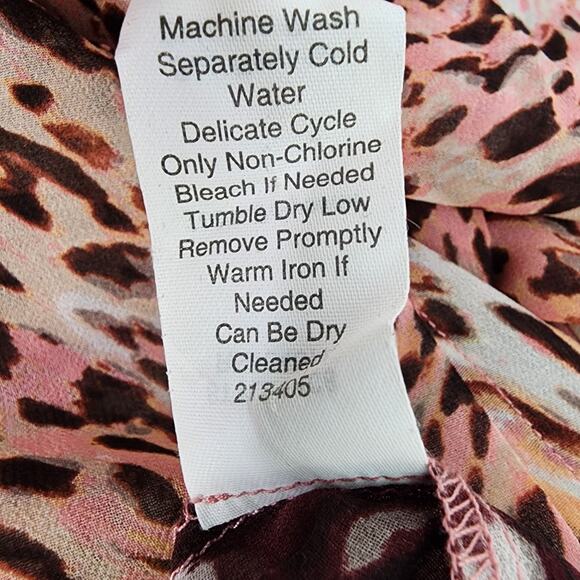 Machine Wash
Separately Cold
Water
Delicate Cycle
Only Non-Chlorine
Bleach If Needed
Tumble Dry Low
Remove Promptly
Warm Iron If
Needed
Can Be Dry
Cleaned
213405